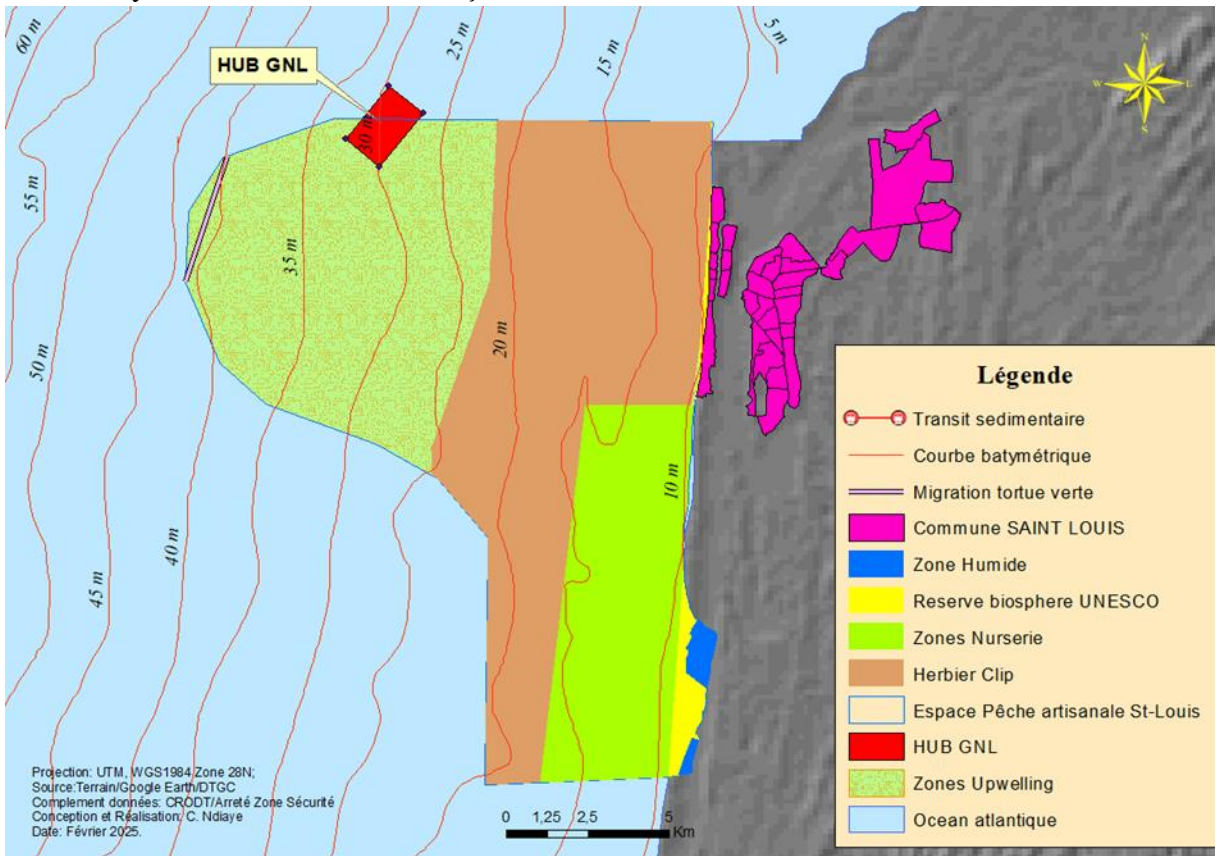 60 m
25 m
15 m
5 m
HUB GNL
30 m
N
W
L
S
55 m
35 m
20 m
50 m
10 m
40 m
45 m
Légende
Transit sedimentaire
Courbe batymétrique
Migration tortue verte
Commune SAINT LOUIS
Zone Humide
Reserve biosphere UNESCO
Zones Nurserie
Herbier Clip
Espace Pêche artisanale St-Louis
HUB GNL
Zones Upwelling
Ocean atlantique
Projection: UTM, WGS1984 Zone 28N;
Source:Terrain/Google Earth/DTGC
Complement données: CRODT/Arreté Zone Sécurité
Conception et Réalisation: C. Ndiaye
Date: Février 2025.
0 1,25 2,5 5
Km